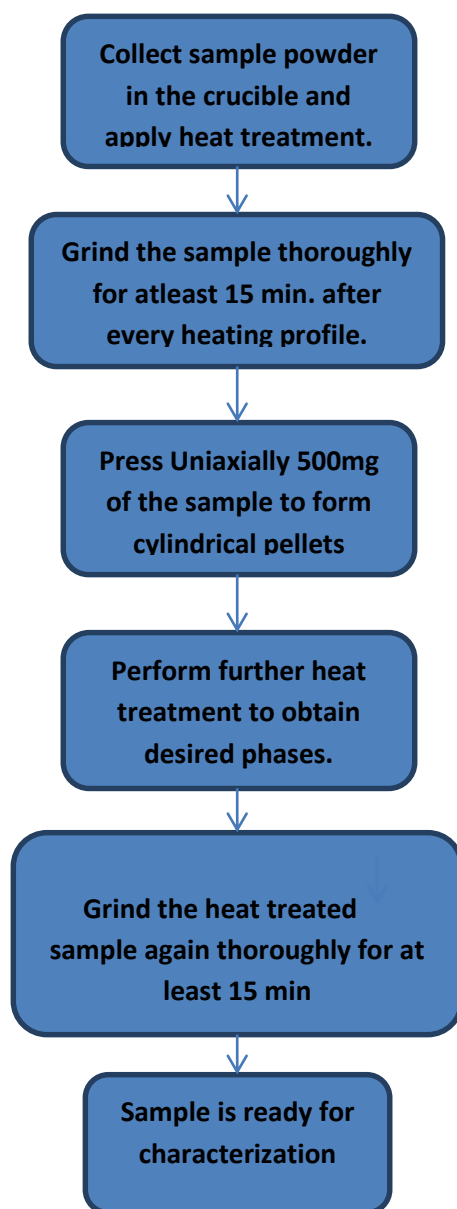 Collect sample powder
in the crucible and
apply heat treatment.
Grind the sample thoroughly
for atleast 15 min. after
every heating profile.
Press Uniaxially 500mg
of the sample to form
cylindrical pellets
Perform further heat
treatment to obtain
desired phases.
Grind the heat treated
sample again thoroughly for at
least 15 min
Sample is ready for
characterization